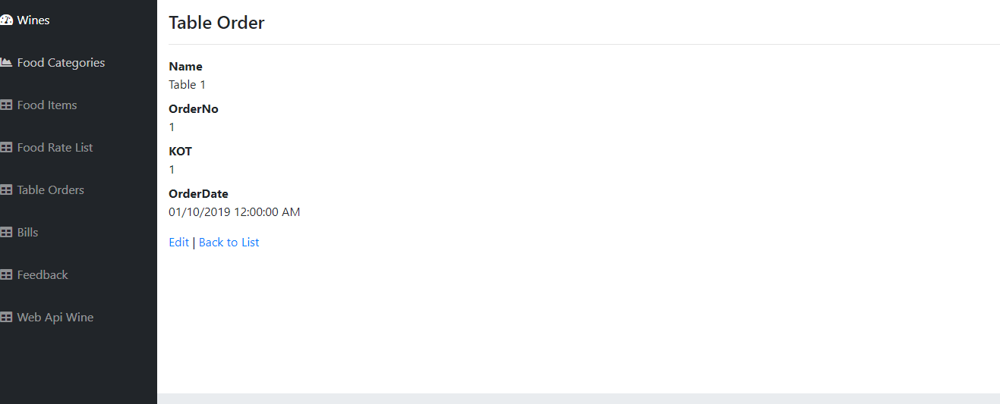 Wines
Food Categories
Food Items
Food Rate List
Table Orders
Bills
Feedback
Web Api Wine
Table Order
Name
Table 1
OrderNo
1
KOT
1
OrderDate
01/10/2019 12:00:00 AM
Edit | Back to List